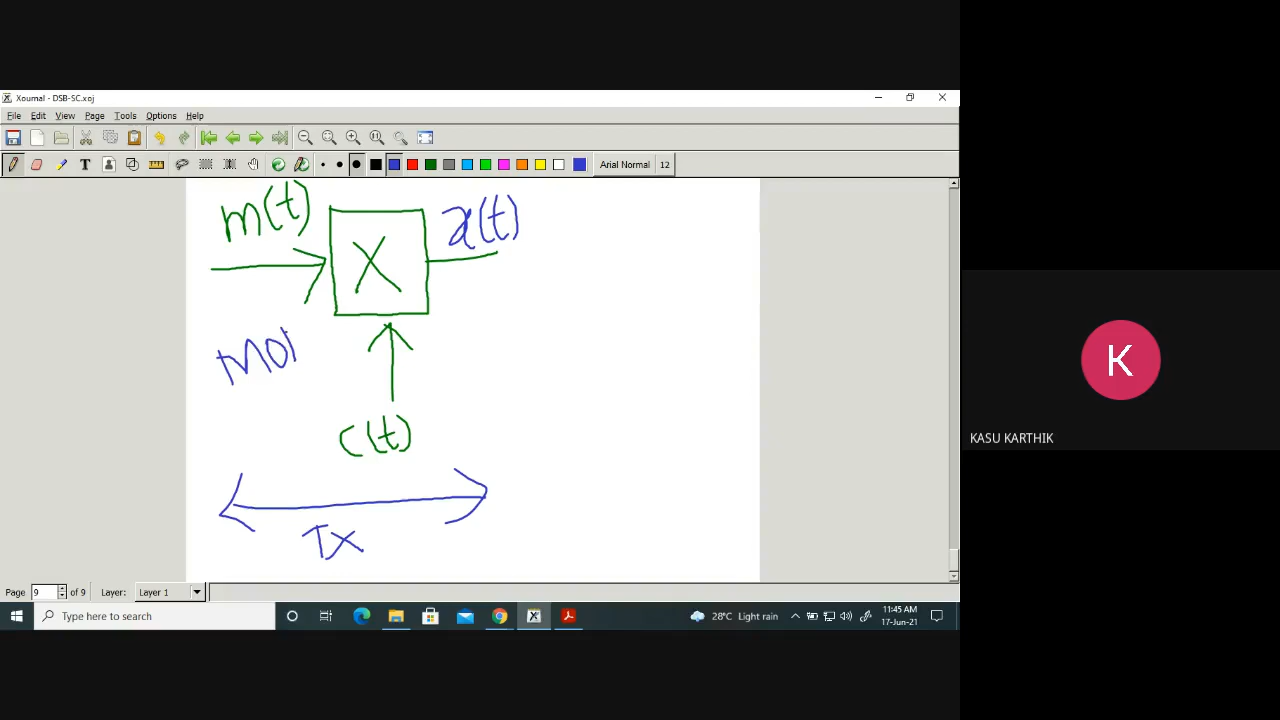 Xournal - DSB-SC.xoj
File Edit View Page Tools Options Help
Arial Normal 12
m(t)
X
x(t)
MO
c(t)
Tx
K
KASU KARTHIK
Page 9 of 9 Layer: Layer 1
Type here to search
28°C Light rain
11:45 AM
17-Jun-21